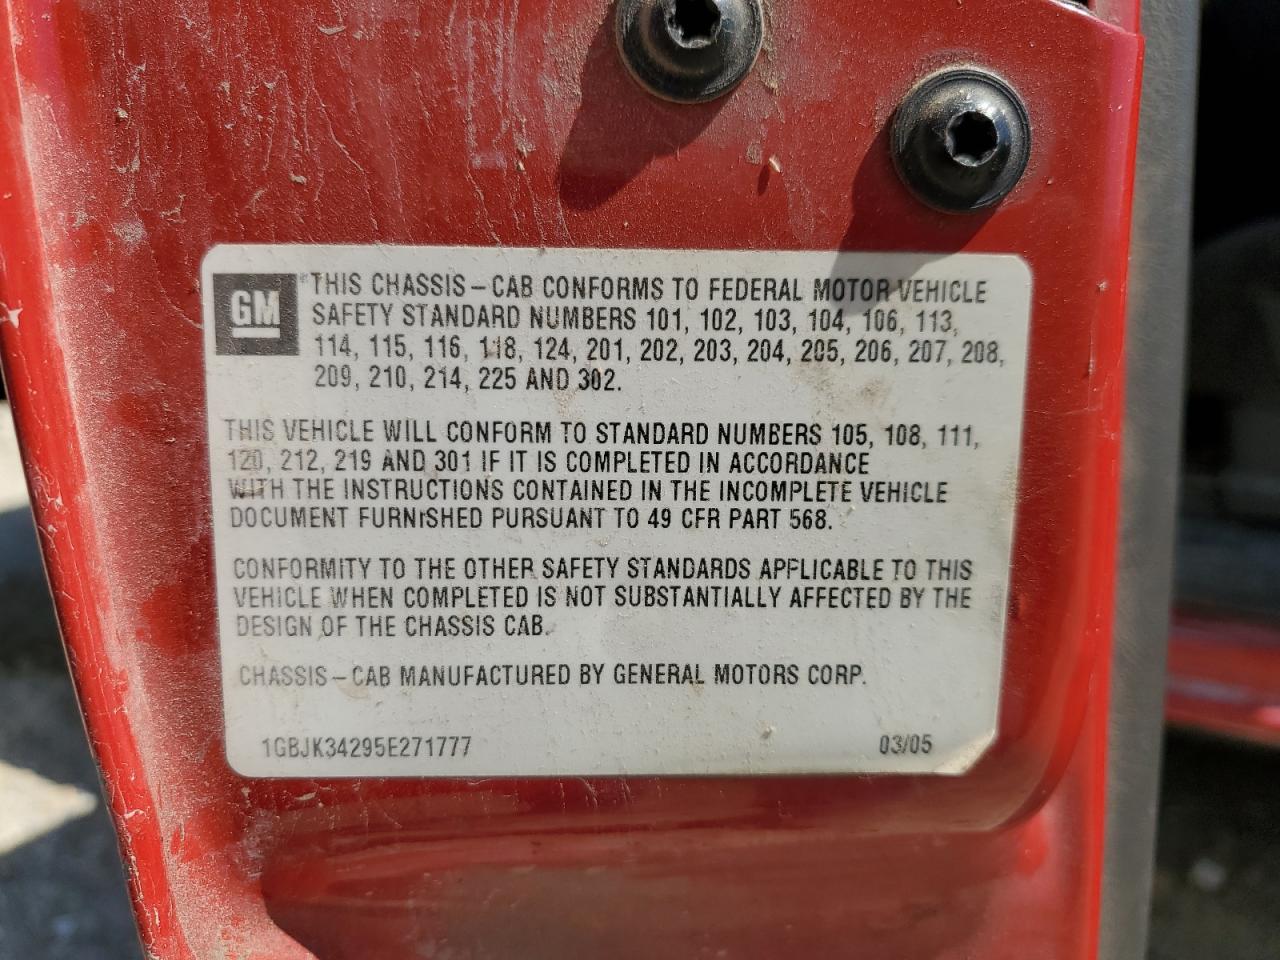 GM
THIS CHASSIS – CAB CONFORMS TO FEDERAL MOTOR VEHICLE
SAFETY STANDARD NUMBERS 101, 102, 103, 104, 106, 113,
114, 115, 116, 118, 124, 201, 202, 203, 204, 205, 206, 207, 208,
209, 210, 214, 225 AND 302.
THIS VEHICLE WILL CONFORM TO STANDARD NUMBERS 105, 108, 111,
120, 212, 219 AND 301 IF IT IS COMPLETED IN ACCORDANCE
WITH THE INSTRUCTIONS CONTAINED IN THE INCOMPLETE VEHICLE
DOCUMENT FURNISHED PURSUANT TO 49 CFR PART 568.
CONFORMITY TO THE OTHER SAFETY STANDARDS APPLICABLE TO THIS
VEHICLE WHEN COMPLETED IS NOT SUBSTANTIALLY AFFECTED BY THE
DESIGN OF THE CHASSIS CAB.
CHASSIS – CAB MANUFACTURED BY GENERAL MOTORS CORP.
1GBJK34295E271777 03/05